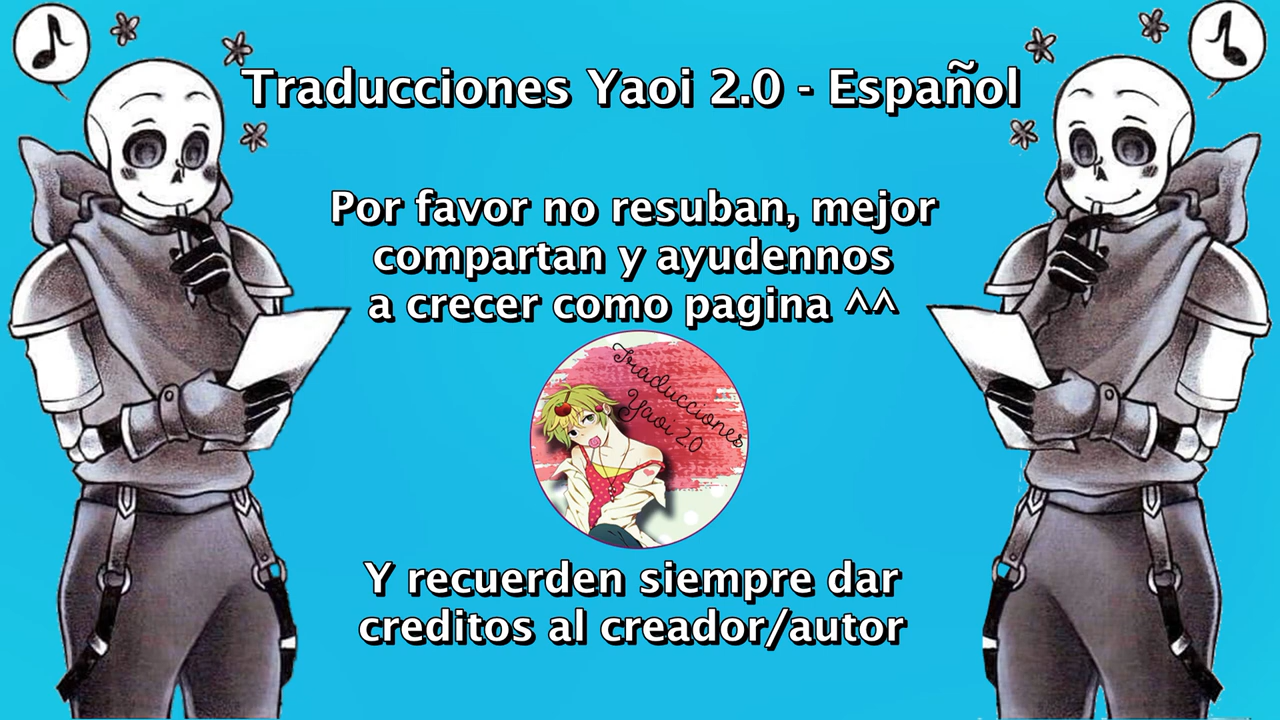 Traducciones Yaoi 2.0 - Español
Por favor no resuban, mejor
compartan y ayudennos
a crecer como pagina ^^
Traducciones
Yaoi 2.0
Y recuerden siempre dar
creditos al creador/autor